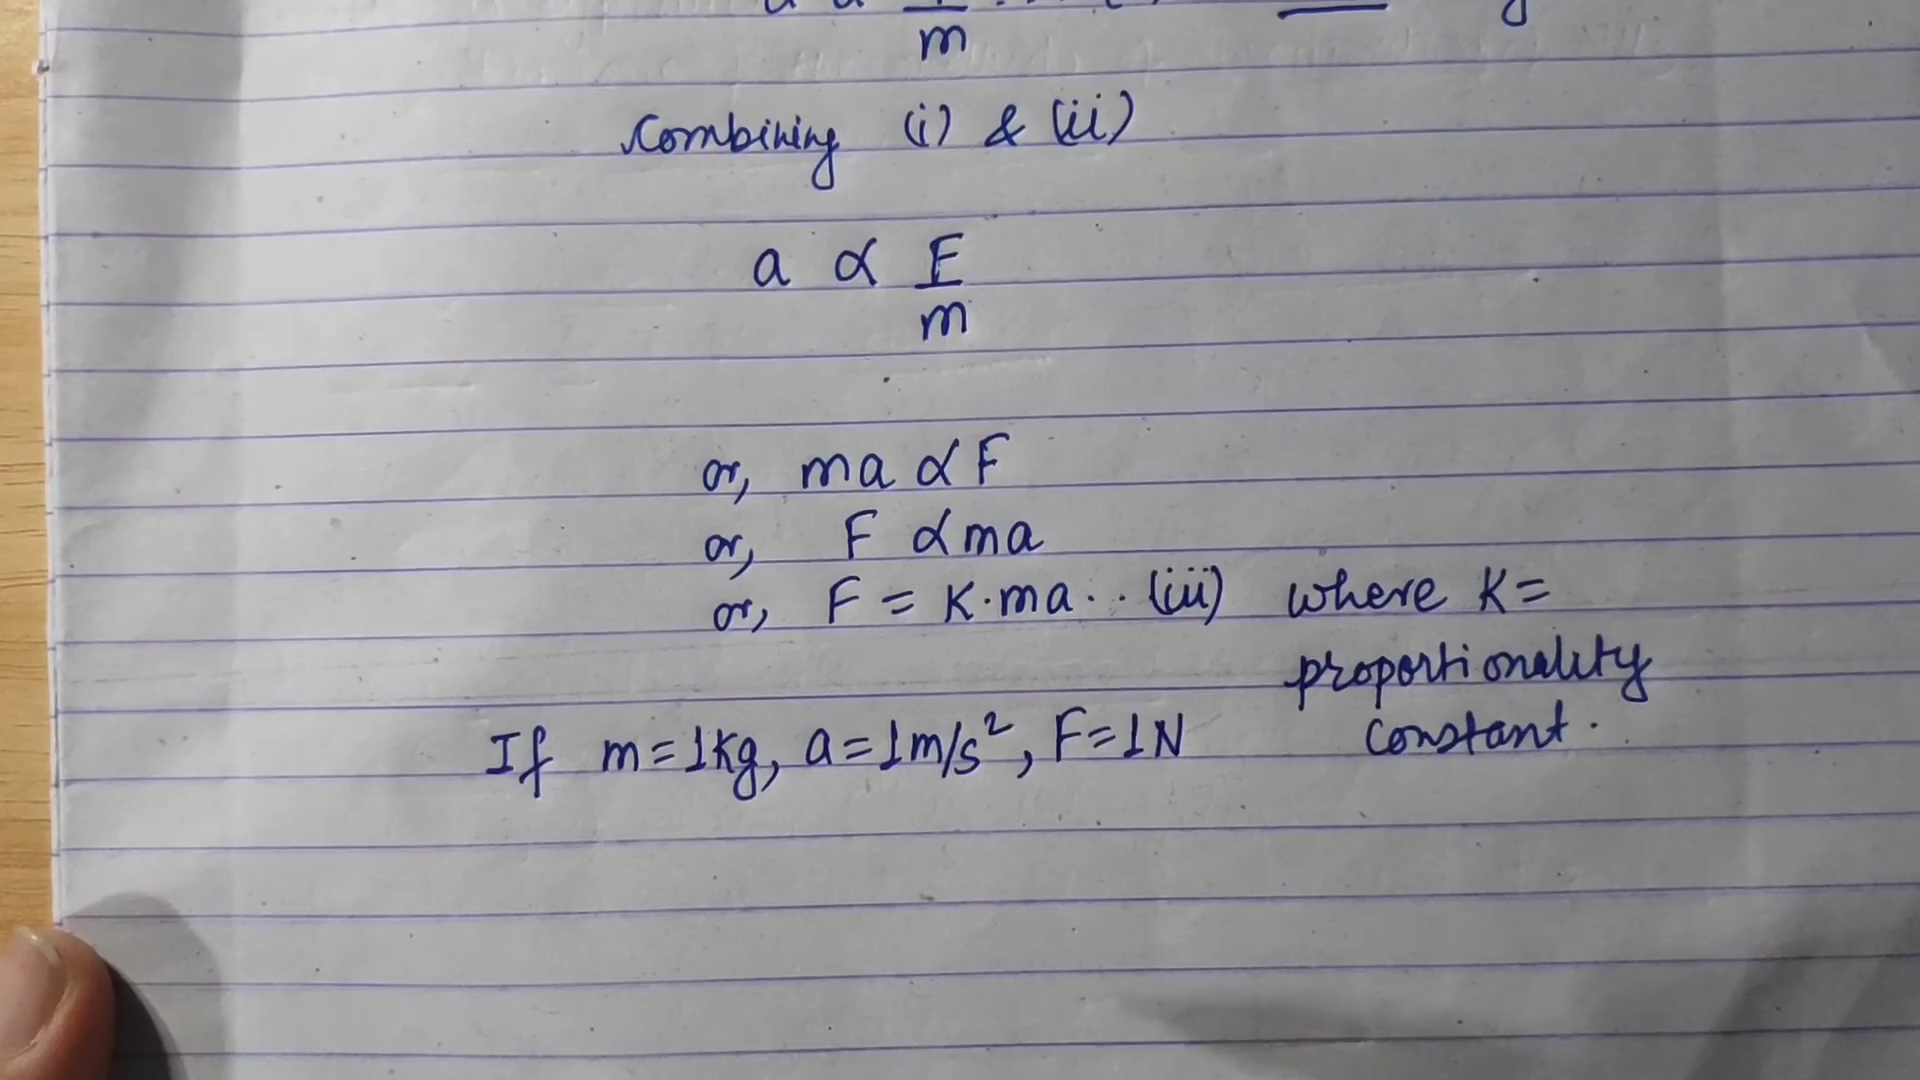 m
Combining (i) & (ii)
a ∝ F
m
or, ma ∝ F
or, F ∝ ma
or, F = K·ma·· (iii) where K=
proportionality
If m=1kg, a=1m/s², F=1N constant.